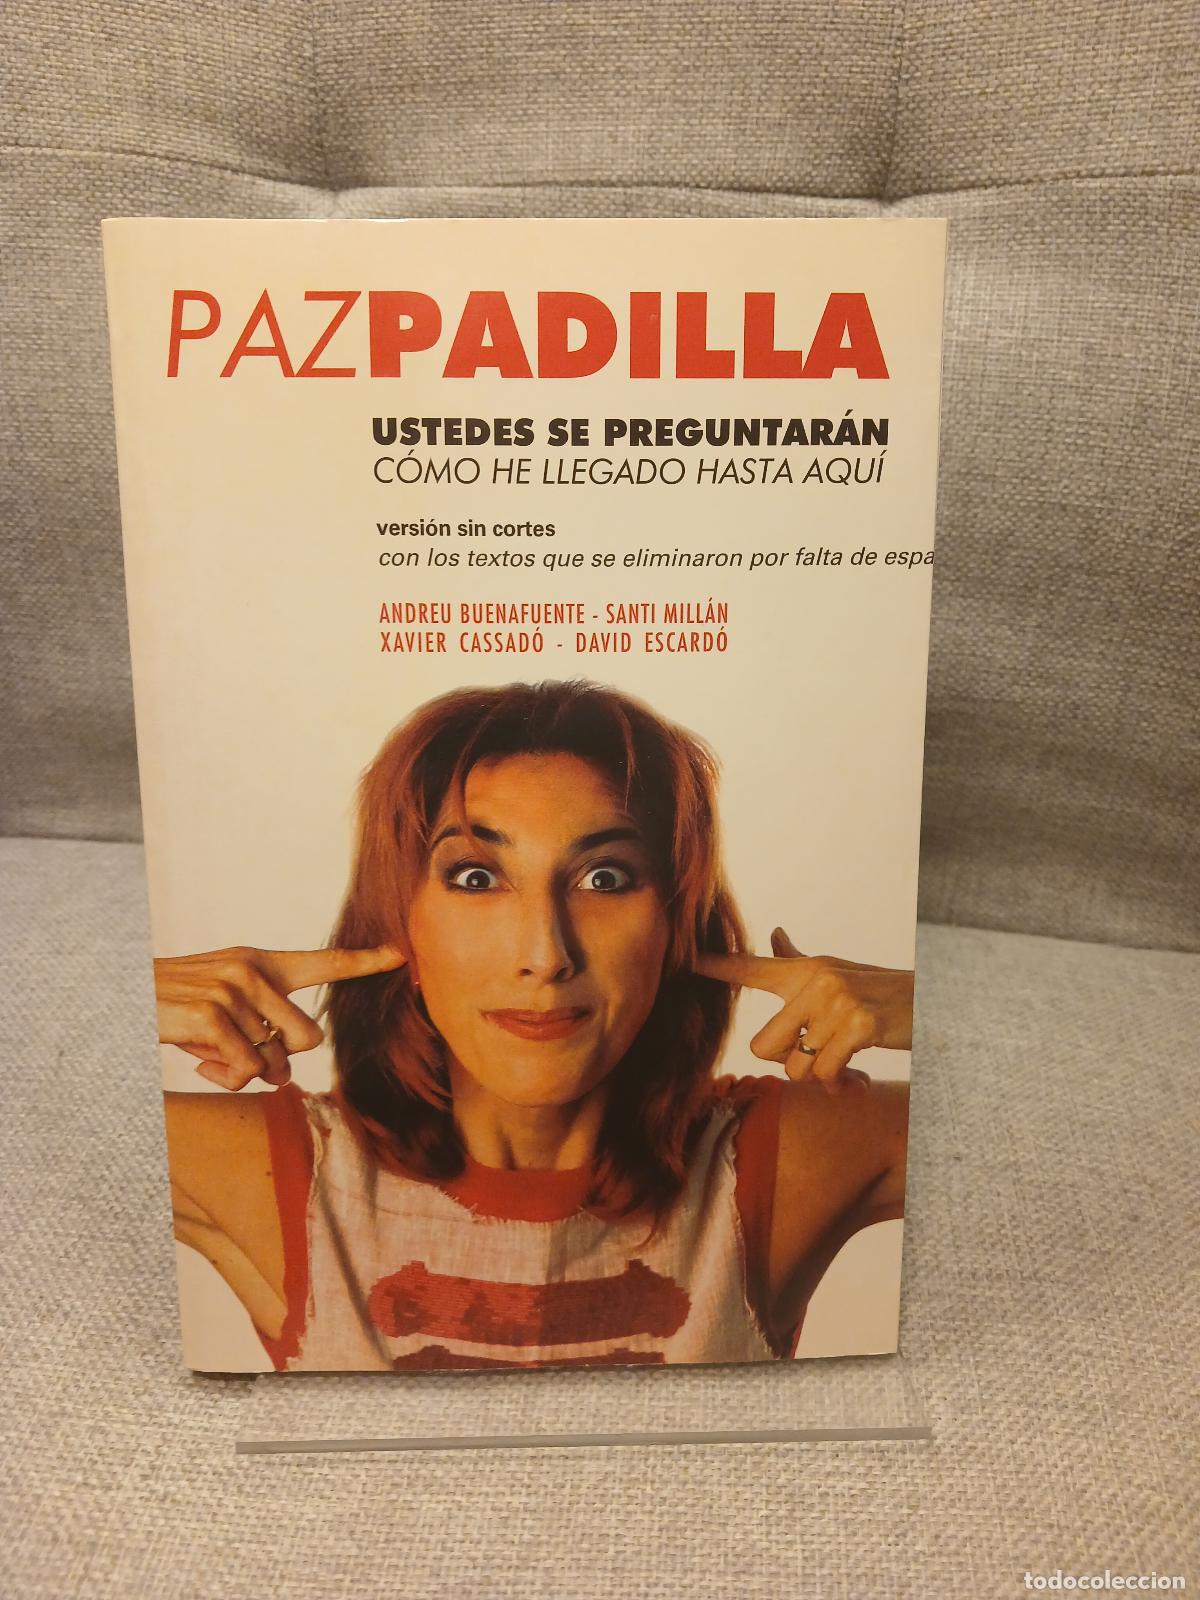 PAZPADILLA
USTEDES SE PREGUNTARÁN
CÓMO HE LLEGADO HASTA AQUÍ
versión sin cortes
con los textos que se eliminaron por falta de espa
ANDREU BUENAFUENTE - SANTI MILLÁN
XAVIER CASSADÓ - DAVID ESCARDÓ
todocoleccion